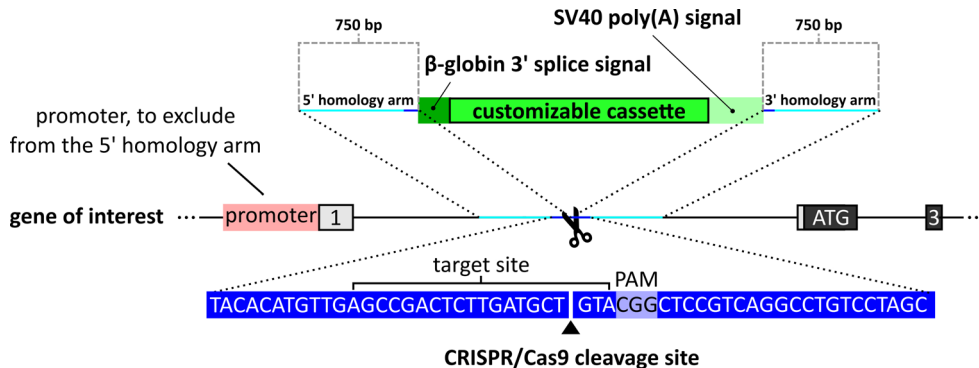 750 bp
SV40 poly(A) signal
750 bp
β-globin 3' splice signal
5' homology arm
customizable cassette
3' homology arm
promoter, to exclude
from the 5' homology arm
gene of interest ··· promoter 1 ATG 3 ···
target site
PAM
TACACATGTTGAGCCGACTCTTGATGCT GTACGGCTCCGTCAGGCCTGTCCTAGC
CRISPR/Cas9 cleavage site